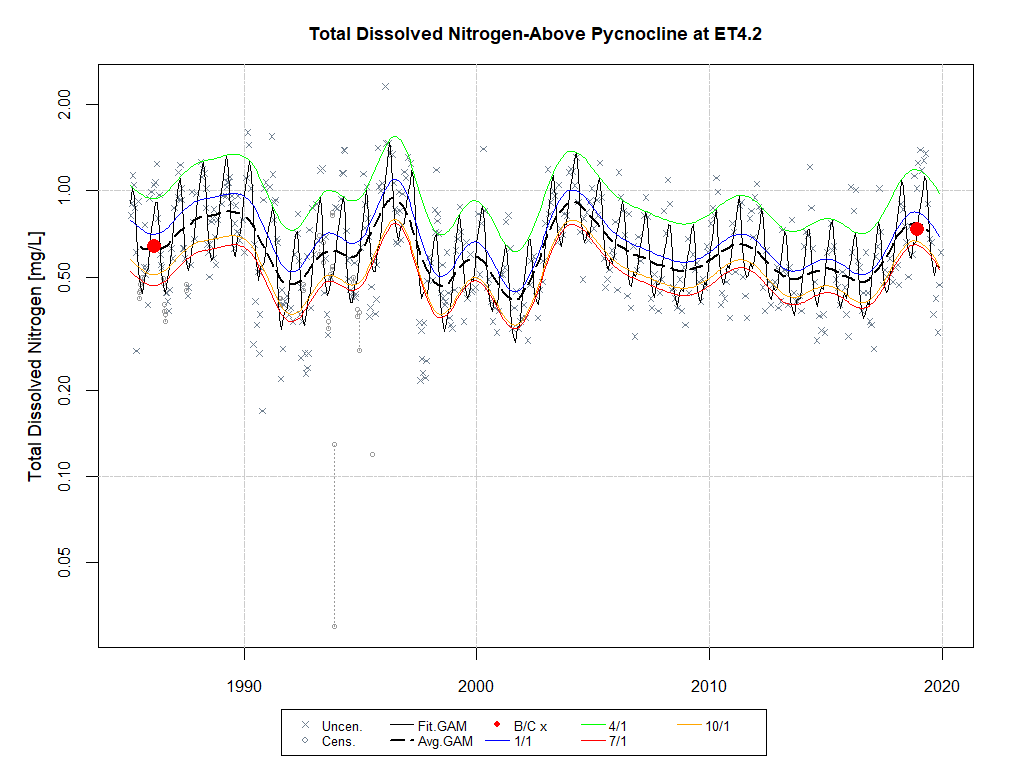 Total Dissolved Nitrogen-Above Pycnocline at ET4.2
Total Dissolved Nitrogen [mg/L]
2.00
1.00
0.50
0.20
0.10
0.05
1990 2000 2010 2020
Uncen. Fit.GAM B/C x 4/1 10/1
Cens. Avg.GAM 1/1 7/1